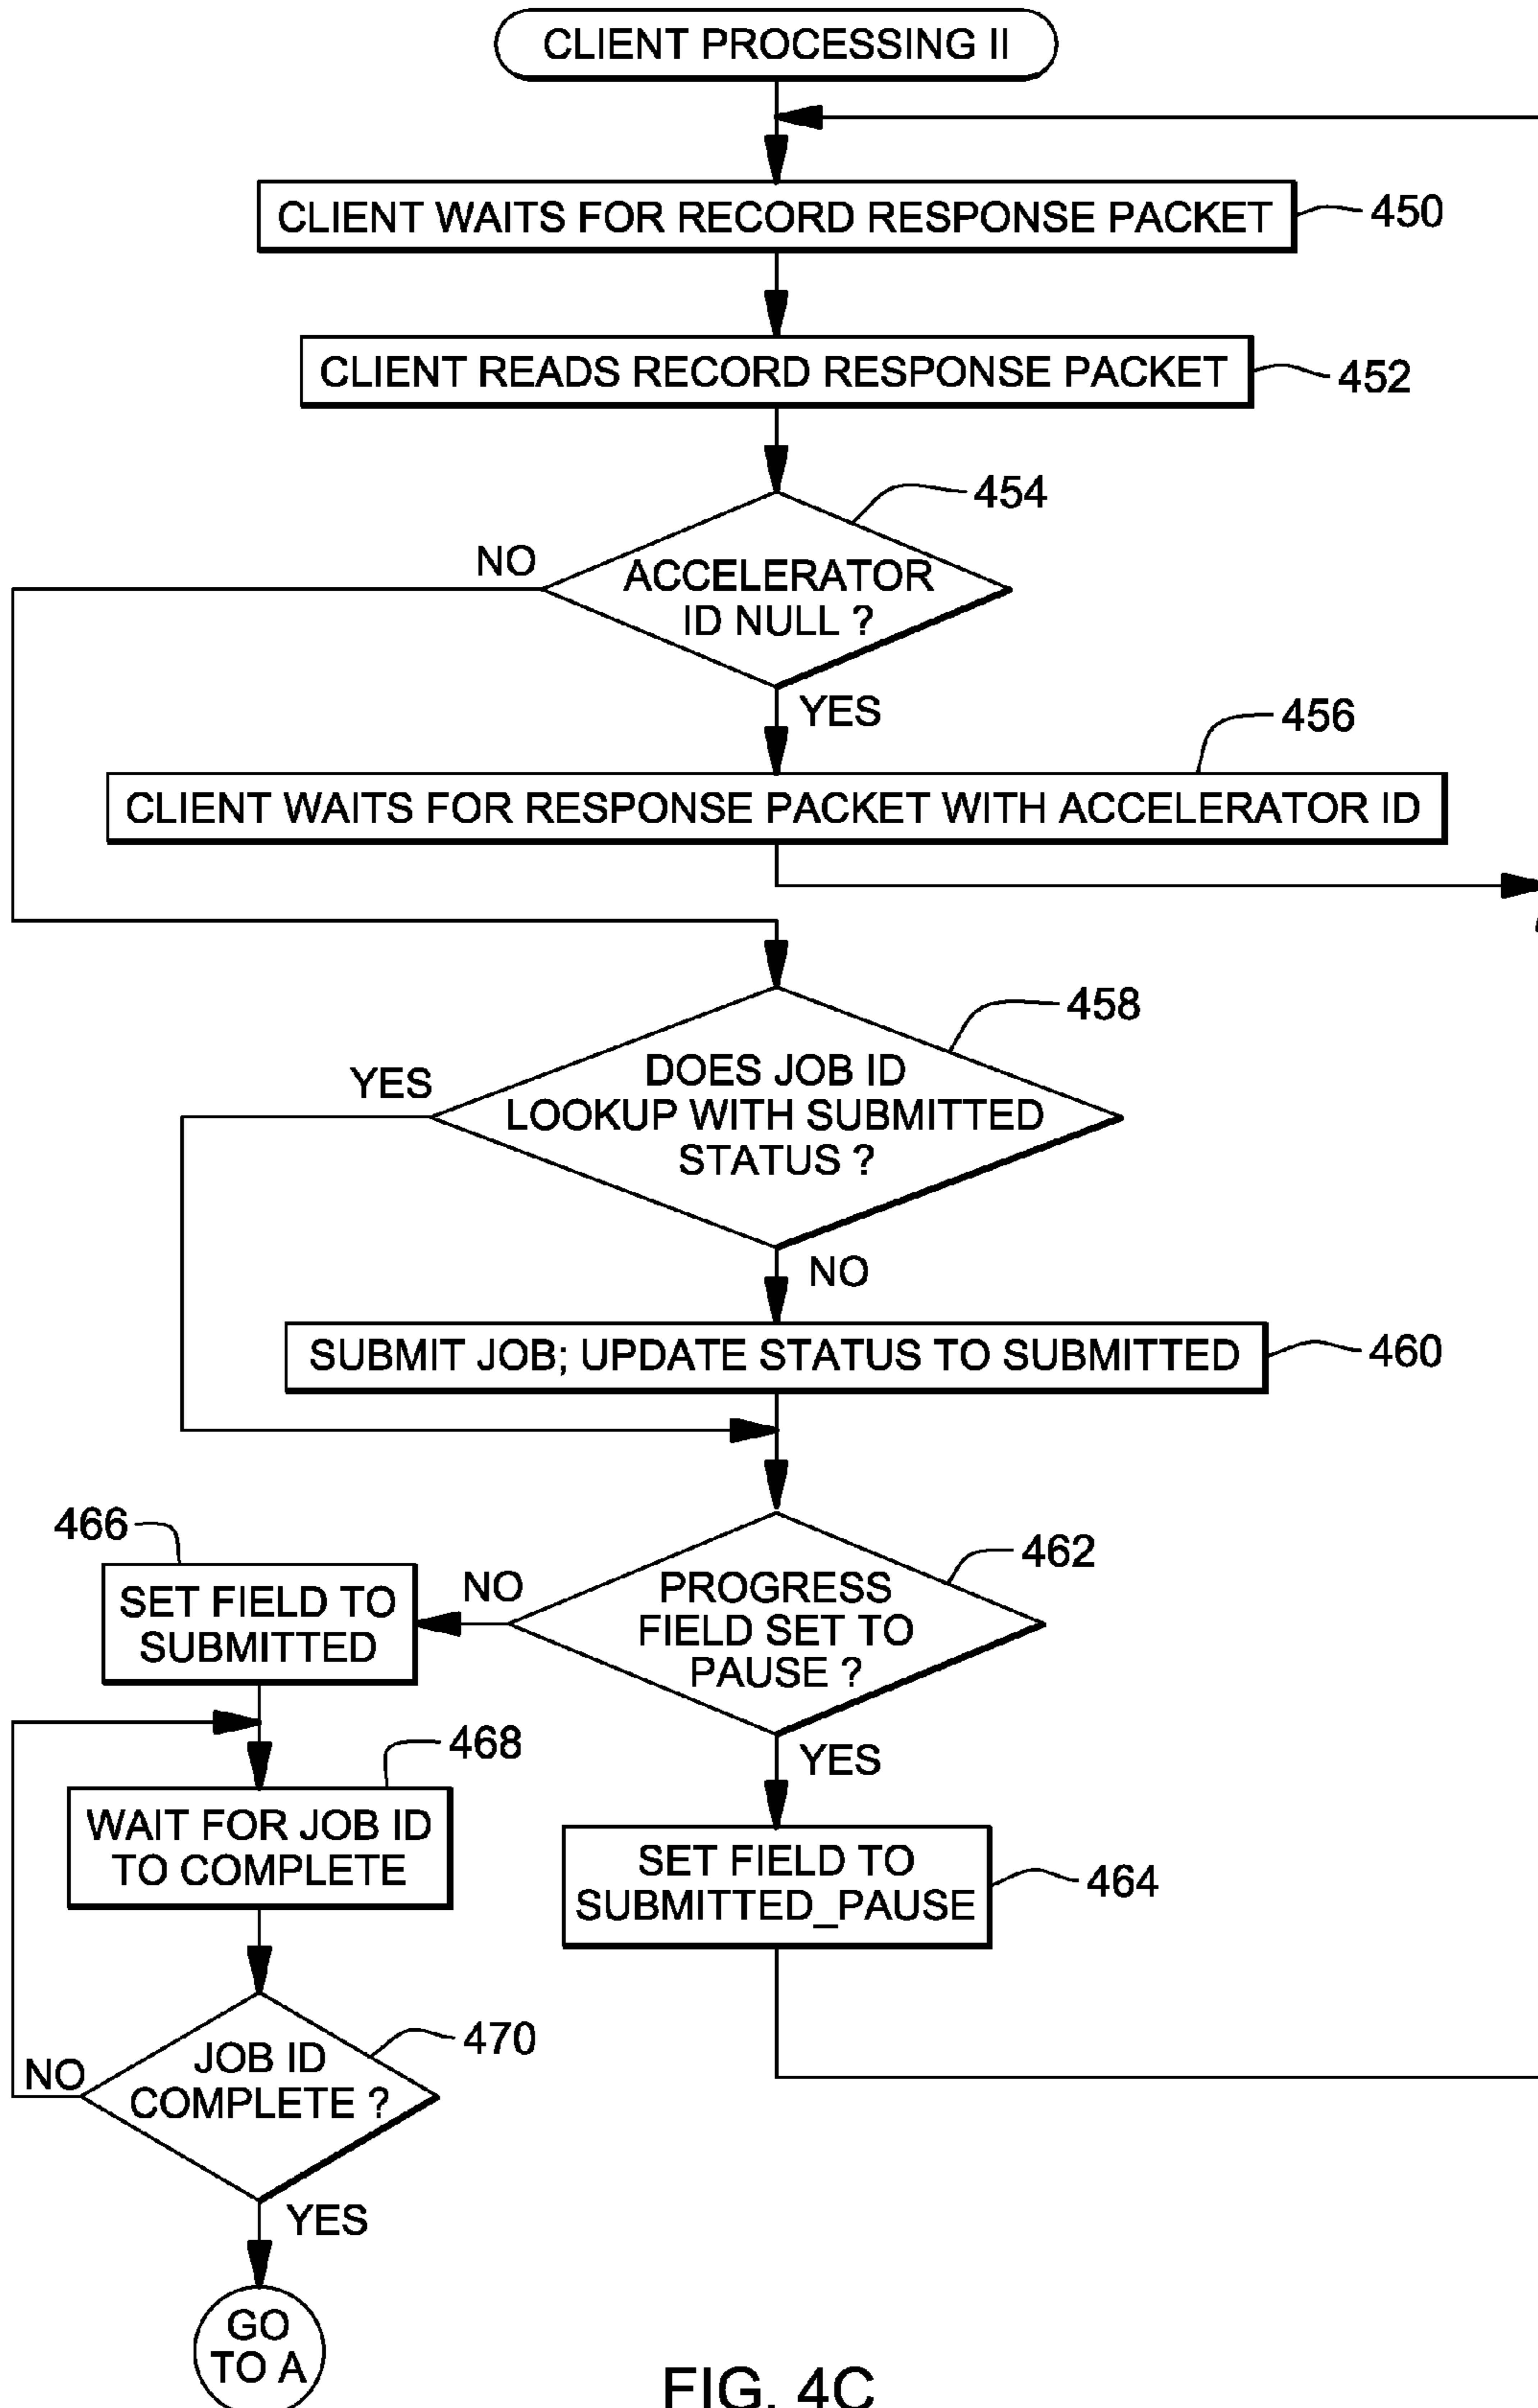 CLIENT PROCESSING II
CLIENT WAITS FOR RECORD RESPONSE PACKET
450
CLIENT READS RECORD RESPONSE PACKET
452
454
NO
ACCELERATOR
ID NULL ?
YES
456
CLIENT WAITS FOR RESPONSE PACKET WITH ACCELERATOR ID
458
YES
DOES JOB ID
LOOKUP WITH SUBMITTED
STATUS ?
NO
SUBMIT JOB; UPDATE STATUS TO SUBMITTED
460
466
462
SET FIELD TO
SUBMITTED
NO
PROGRESS
FIELD SET TO
PAUSE ?
468
YES
WAIT FOR JOB ID
TO COMPLETE
SET FIELD TO
SUBMITTED_PAUSE
464
470
NO
JOB ID
COMPLETE ?
YES
GO
TO A
FIG. 4C